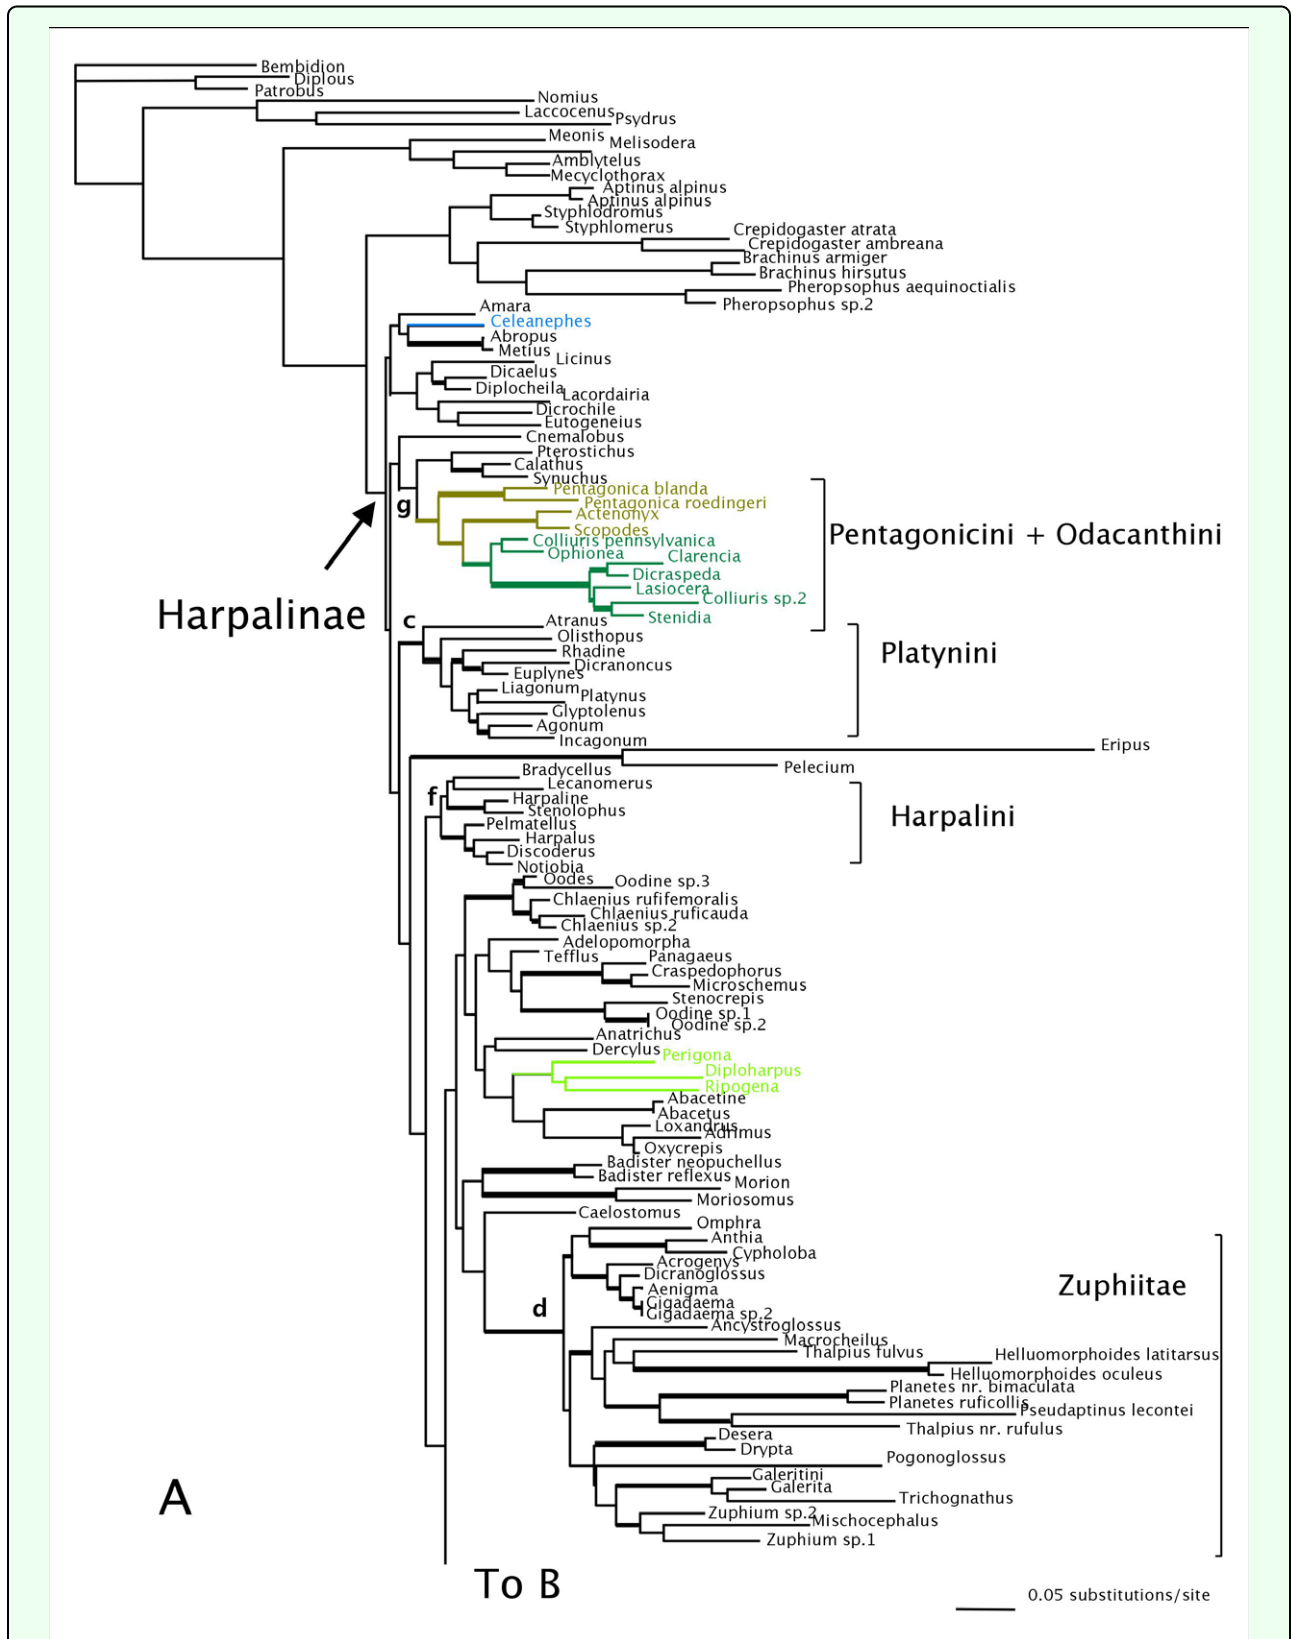 Bembidion
Diplous
Patrobus
Nomius
Laccocenus
Psydrus
Meonis
Melisodera
Amblytelus
Mecyclothorax
Aptinus alpinus
Aptinus alpinus
Styphlodromus
Styphlomerus
Crepidogaster atrata
Crepidogaster ambreana
Brachinus armiger
Brachinus hirsutus
Pheropsophus aequinoctialis
Pheropsophus sp.2
Amara
Celeanephes
Abropus
Metius
Licinus
Dicaelus
Diplocheila
Lacordairia
Dicrochile
Eutogeneius
Cnemalobus
Pterostichus
Calathus
Synuchus
Pentagonica blanda
Pentagonica roedingeri
g
Actenonyx
Scopodes
Pentagonicini + Odacanthini
Colliuris pennsylvanica
Ophionea
Clarencia
Dicraspeda
Lasiocera
Colliuris sp.2
Stenidia
Harpalinae
c
Atranus
Olisthopus
Rhadine
Platynini
Dicranoncus
Euplynes
Liagonum
Platynus
Glyptolenus
Agonum
Incagonum
Eripus
Pelecium
Bradycellus
Lecanomerus
f
Harpaline
Stenolophus
Harpalini
Pelmatellus
Harpalus
Discoderus
Notiobia
Oodes
Oodine sp.3
Chlaenius rufifemoralis
Chlaenius ruficauda
Chlaenius sp.2
Adelopomorpha
Tefflus
Panagaeus
Craspedophorus
Microschemus
Stenocrepis
Oodine sp.1
Oodine sp.2
Anatrichus
Dercylus
Perigona
Diploharpus
Ripogena
Abacetine
Abacetus
Loxandrus
Adrimus
Oxycrepis
Badister neopuchellus
Badister reflexus
Morion
Moriosomus
Caelostomus
Omphra
Anthia
Cypholoba
Acrogenys
Dicranoglossus
Zuphiitae
Aenigma
Gigadaema
d
Gigadaema sp.2
Ancystroglossus
Macrocheilus
Thalpius fulvus
Helluomorphoides latitarsus
Helluomorphoides oculeus
Planetes nr. bimaculata
Planetes ruficollis
Pseudaptinus lecontei
Thalpius nr. rufulus
Desera
Drypta
Pogonoglossus
Galeritini
Galerita
Trichognathus
A
Zuphium sp.2
Mischocephalus
Zuphium sp.1
To B
0.05 substitutions/site